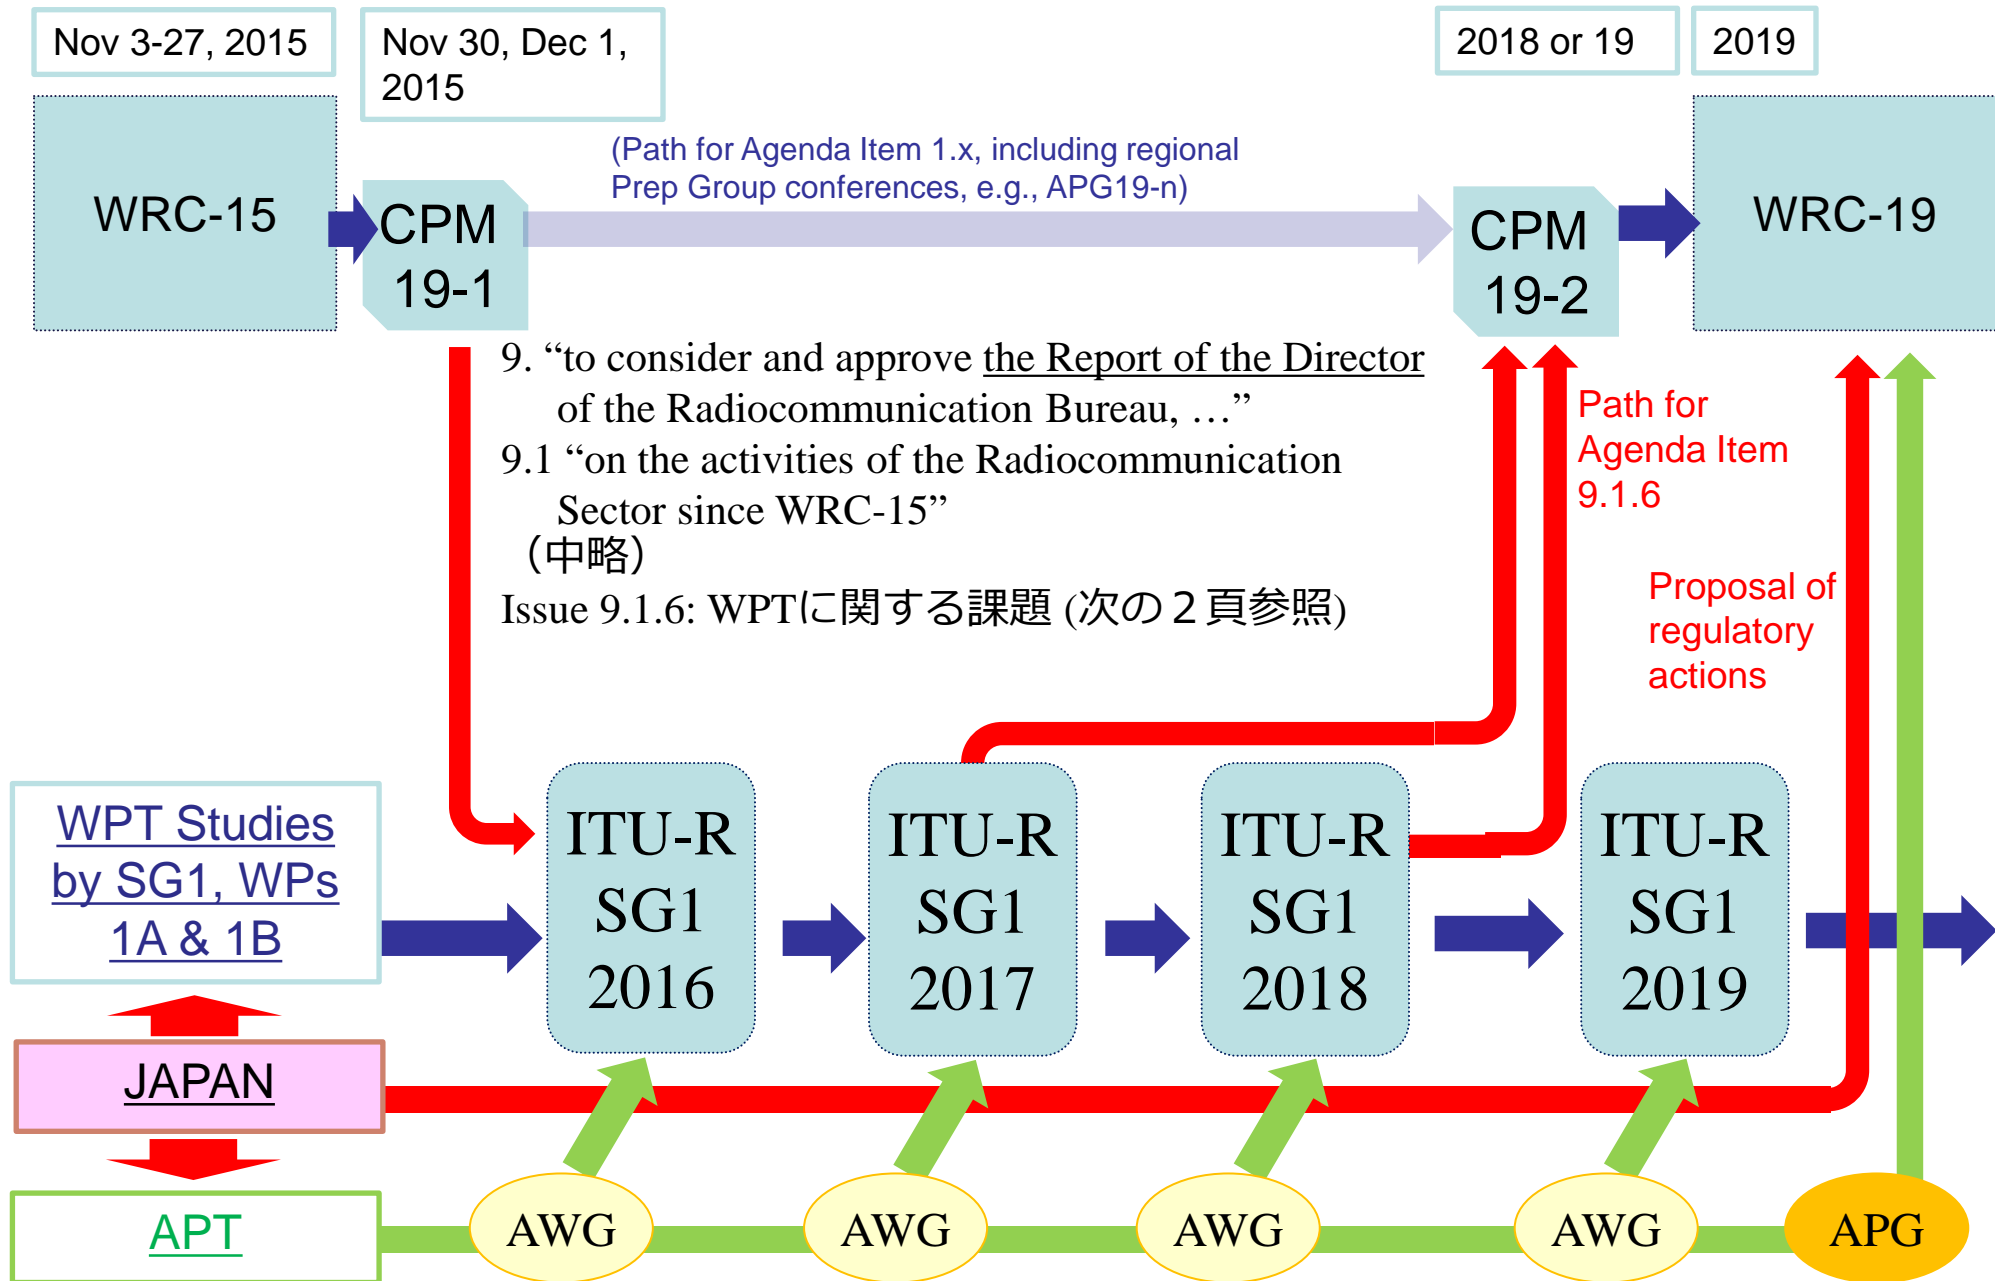 Nov 3-27, 2015
Nov 30, Dec 1,
2015
2018 or 19
2019
WRC-15
CPM
19-1
(Path for Agenda Item 1.x, including regional
Prep Group conferences, e.g., APG19-n)
CPM
19-2
WRC-19
9. “to consider and approve the Report of the Director
of the Radiocommunication Bureau, …”
9.1 “on the activities of the Radiocommunication
Sector since WRC-15”
（中略）
Issue 9.1.6: WPTに関する課題 (次の２頁参照)
Path for
Agenda Item
9.1.6
Proposal of
regulatory
actions
WPT Studies
by SG1, WPs
1A & 1B
ITU-R
SG1
2016
ITU-R
SG1
2017
ITU-R
SG1
2018
ITU-R
SG1
2019
JAPAN
APT
AWG
AWG
AWG
AWG
APG